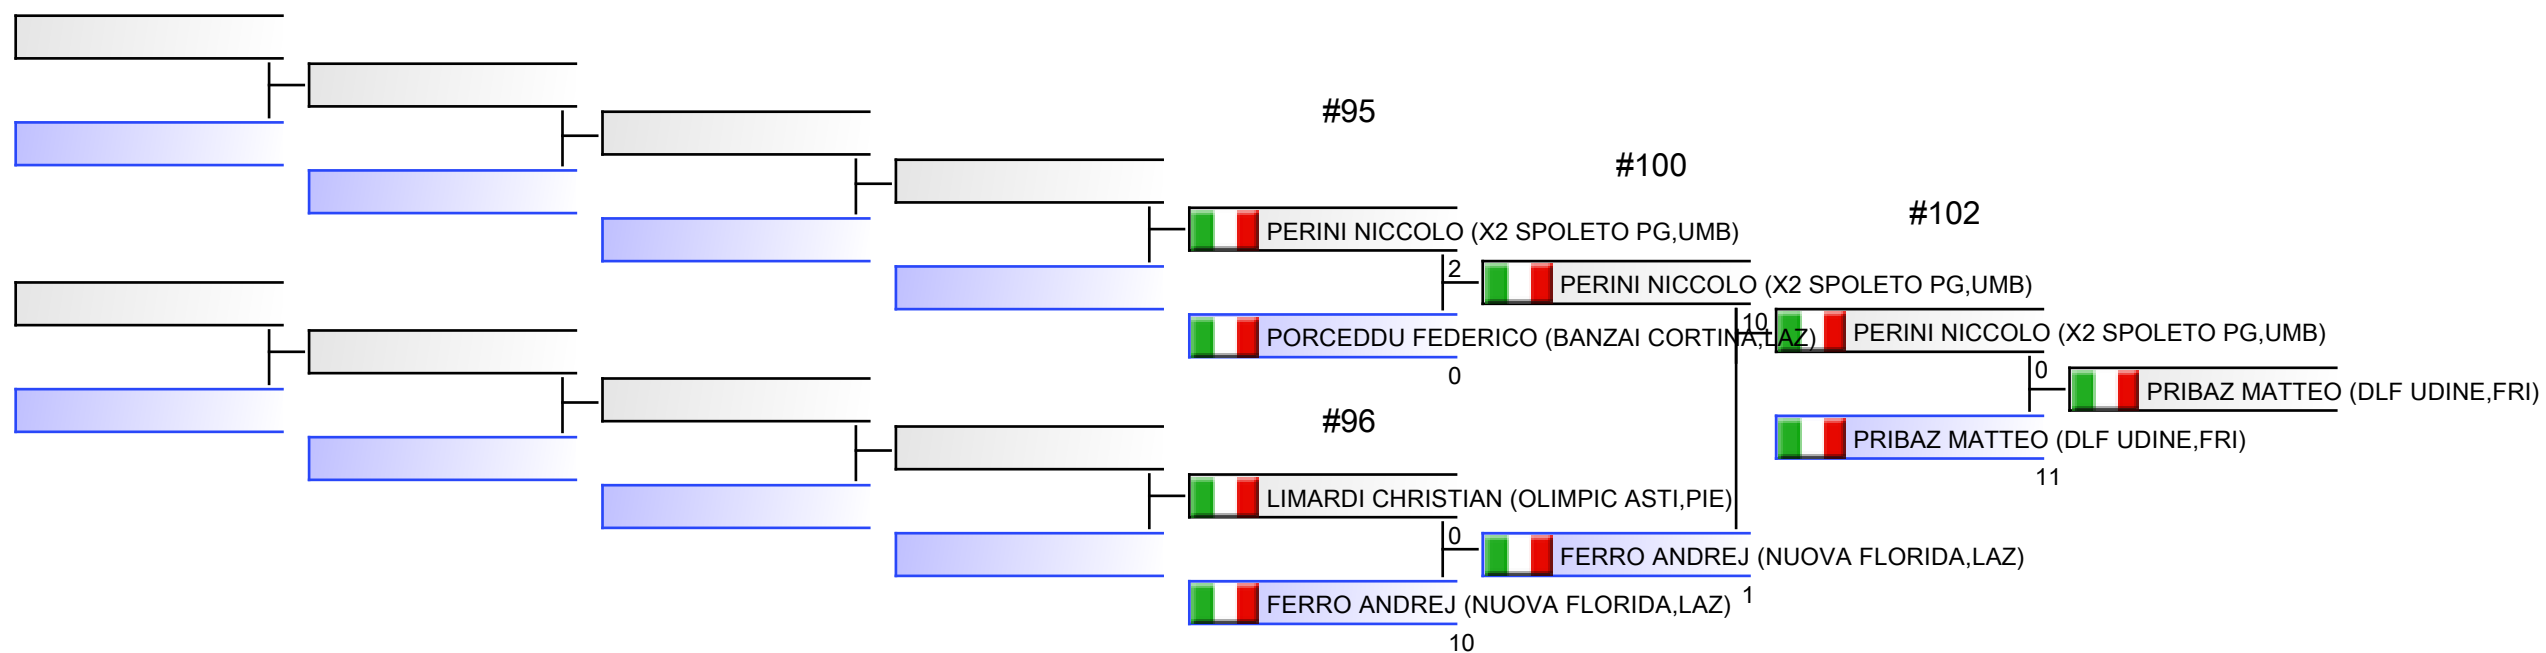 #95
#100
#102
PERINI NICCOLO (X2 SPOLETO PG,UMB)
2
PERINI NICCOLO (X2 SPOLETO PG,UMB)
10
PORCEDDU FEDERICO (BANZAI CORTINA,LAZ)
PERINI NICCOLO (X2 SPOLETO PG,UMB)
0
0
PRIBAZ MATTEO (DLF UDINE,FRI)
#96
PRIBAZ MATTEO (DLF UDINE,FRI)
11
LIMARDI CHRISTIAN (OLIMPIC ASTI,PIE)
0
FERRO ANDREJ (NUOVA FLORIDA,LAZ)
1
FERRO ANDREJ (NUOVA FLORIDA,LAZ)
10